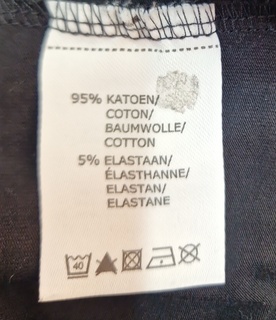 95% KATOEN/
COTON/
BAUMWOLLE/
COTTON
5% ELASTAAN/
ÉLASTHANNE/
ELASTAN/
ELASTANE
40